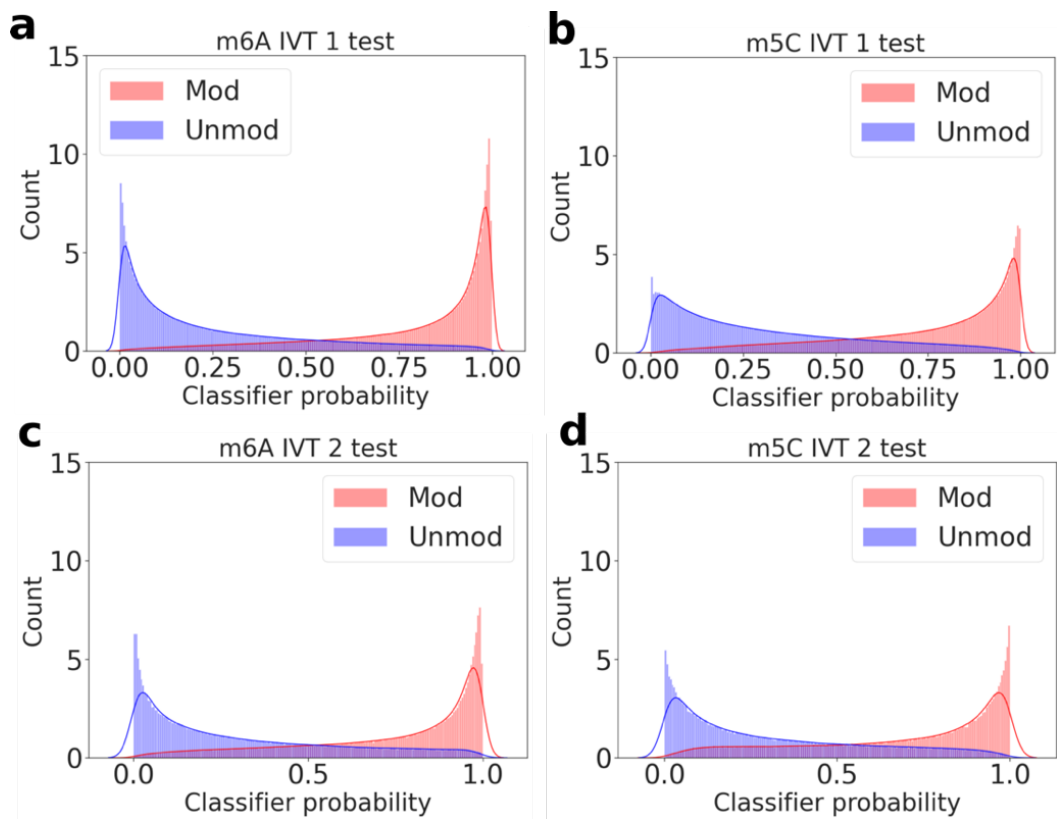 a
m6A IVT 1 test
15
10
5
0
Count
Mod
Unmod
0.00 0.25 0.50 0.75 1.00
Classifier probability
b
m5C IVT 1 test
15
10
5
0
Count
Mod
Unmod
0.00 0.25 0.50 0.75 1.00
Classifier probability
c
m6A IVT 2 test
15
10
5
0
Count
Mod
Unmod
0.0 0.5 1.0
Classifier probability
d
m5C IVT 2 test
15
10
5
0
Count
Mod
Unmod
0.0 0.5 1.0
Classifier probability